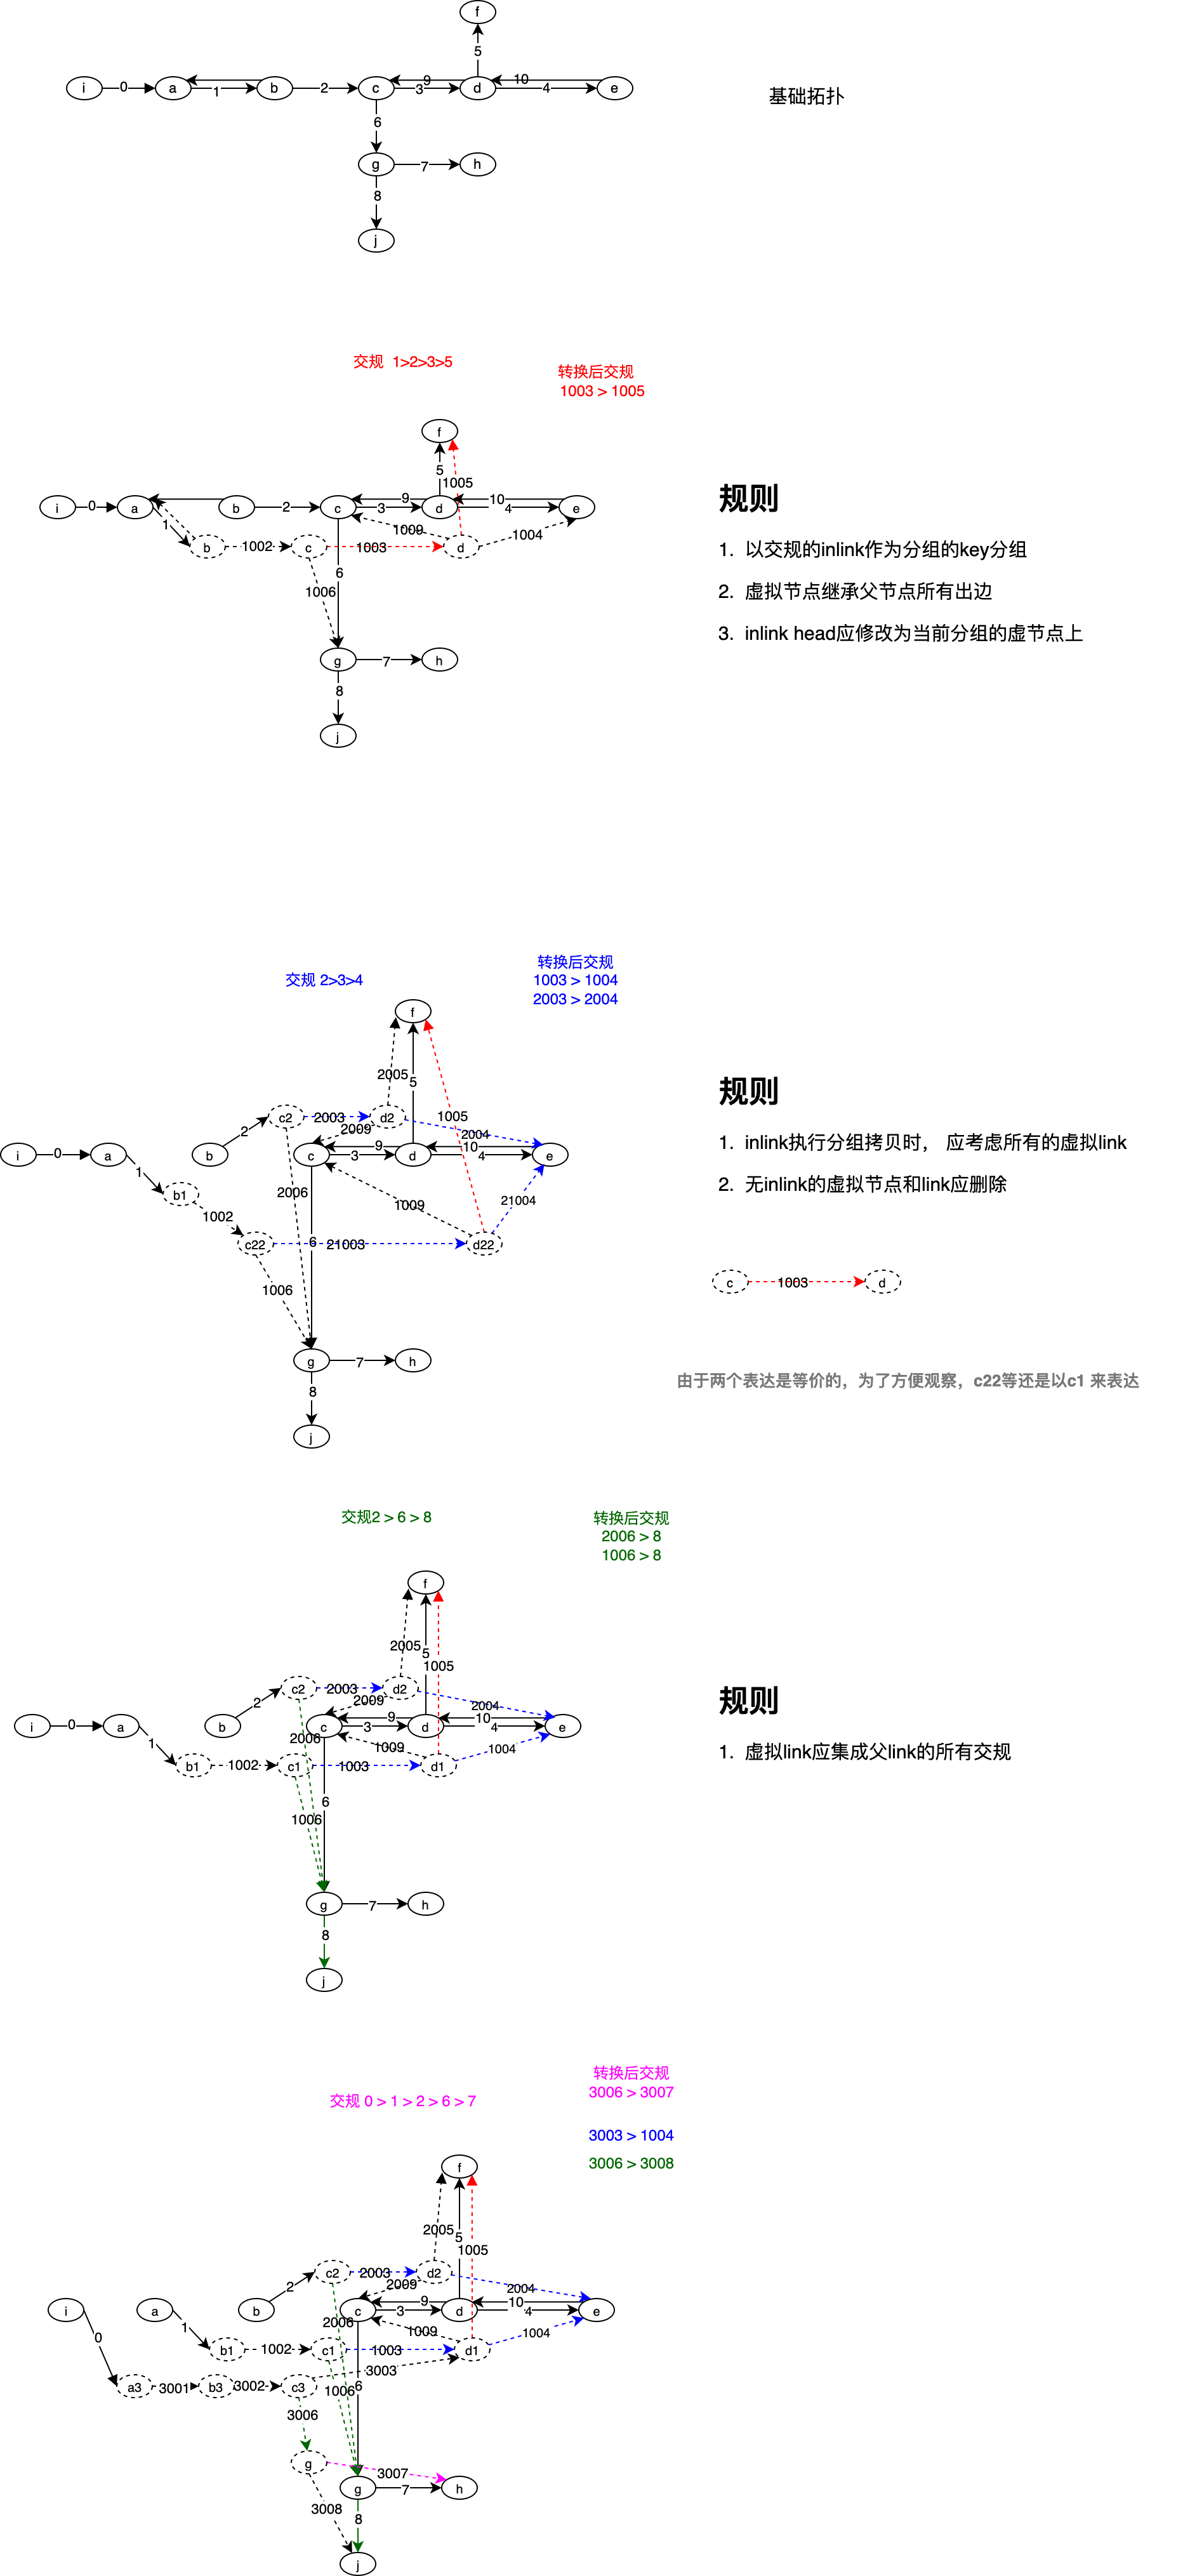 f
5
9
10
i
0
a
1
b
2
c
3
d
4
e
基础拓扑
6
g
7
h
8
j
交规 1>2>3>5
转换后交规
1003 > 1005
f
5
1005
规则
i
0
a
b
2
c
3
9
d
10
4
e
1
b
1002
c
1003
1009
d
1004
1. 以交规的inlink作为分组的key分组
6
1006
2. 虚拟节点继承父节点所有出边
3. inlink head应修改为当前分组的虚节点上
g
7
h
8
j
交规 2>3>4
转换后交规
1003 > 1004
2003 > 2004
f
2005
5
规则
c2
2003
d2
1005
2
2009
2004
i
0
a
b
c
3
9
d
10
4
e
1. inlink执行分组拷贝时， 应考虑所有的虚拟link
1
b1
2006
1009
21004
2. 无inlink的虚拟节点和link应删除
1002
c22
6
21003
d22
1006
c
1003
d
g
7
h
由于两个表达是等价的，为了方便观察，c22等还是以c1 来表达
8
j
交规2 > 6 > 8
转换后交规
2006 > 8
1006 > 8
f
2005
5
1005
规则
c2
2003
d2
2
2009
2004
i
0
a
b
c
3
9
d
10
4
e
2006
1009
1004
1. 虚拟link应集成父link的所有交规
1
b1
1002
c1
1003
d1
6
1006
g
7
h
8
j
交规 0 > 1 > 2 > 6 > 7
转换后交规
3006 > 3007
3003 > 1004
3006 > 3008
f
2005
5
1005
c2
2003
d2
2
2009
2004
i
a
b
c
3
9
d
10
4
e
0
1
2006
1009
1004
b1
1002
c1
1003
d1
3003
a3
3001
b3
3002
c3
1006
6
3006
g
3007
g
7
h
3008
8
j